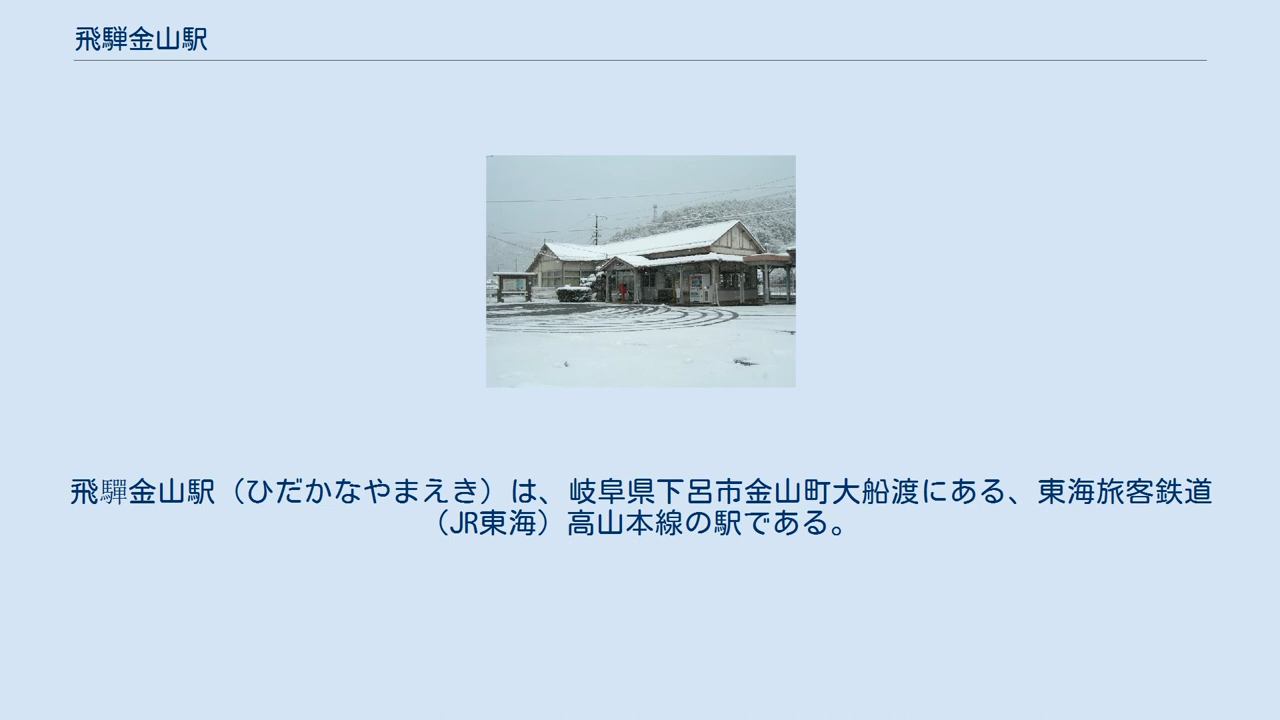 飛騨金山駅
飛驒金山駅（ひだかなやまえき）は、岐阜県下呂市金山町大船渡にある、東海旅客鉄道
（JR東海）高山本線の駅である。